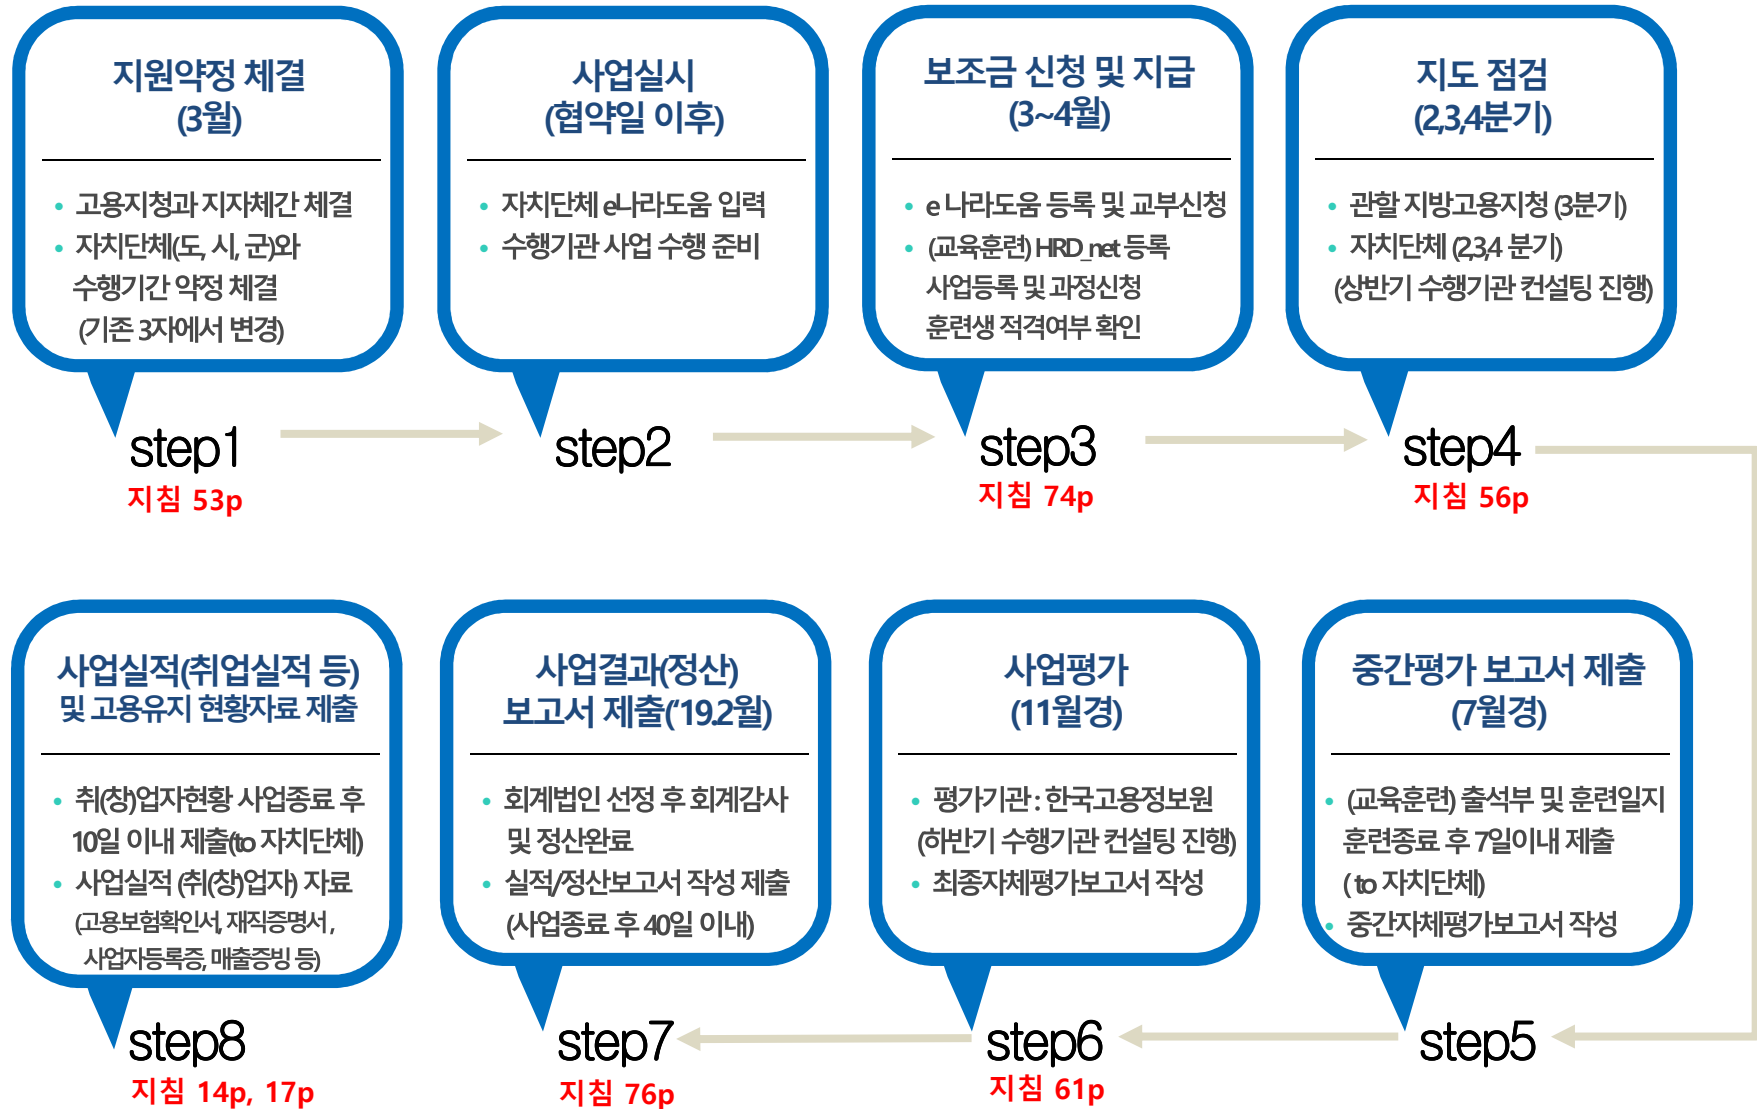 지원약정 체결
(3월)
• 고용지청과 지자체간 체결
• 자치단체(도, 시, 군)와
수행기간 약정 체결
(기존 3자에서 변경)
step1
지침 53p
사업실시
(협약일 이후)
• 자치단체 e나라도움 입력
• 수행기관 사업 수행 준비
step2
보조금 신청 및 지급
(3~4월)
• e 나라도움 등록 및 교부신청
• (교육훈련) HRD_net 등록
사업등록 및 과정신청
훈련생 적격여부 확인
step3
지침 74p
지도 점검
(2,3,4분기)
• 관할 지방고용지청 (3분기)
• 자치단체 (2,3,4 분기)
(상반기 수행기관 컨설팅 진행)
step4
지침 56p
중간평가 보고서 제출
(7월경)
• (교육훈련) 출석부 및 훈련일지
훈련종료 후 7일이내 제출
( to 자치단체)
• 중간자체평가보고서 작성
step5
사업평가
(11월경)
• 평가기관 : 한국고용정보원
(하반기 수행기관 컨설팅 진행)
• 최종자체평가보고서 작성
step6
지침 61p
사업결과(정산)
보고서 제출('19.2월)
• 회계법인 선정 후 회계감사
및 정산완료
• 실적/정산보고서 작성 제출
(사업종료 후 40일 이내)
step7
지침 76p
사업실적(취업실적 등)
및 고용유지 현황자료 제출
• 취(창)업자현황 사업종료 후
10일 이내 제출(to 자치단체)
• 사업실적 (취(창)업자) 자료
(고용보험확인서, 재직증명서,
사업자등록증, 매출증빙 등)
step8
지침 14p, 17p